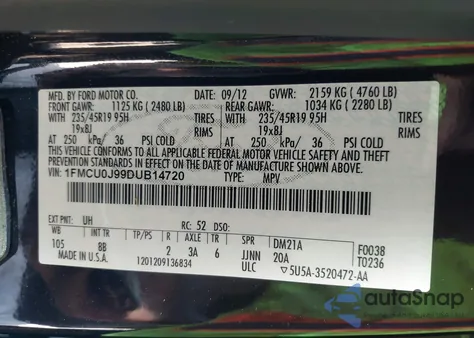 MFD. BY FORD MOTOR CO.
DATE: 09/12 GVWR: 2159 KG ( 4760 LB)
FRONT GAWR: 1125 KG ( 2480 LB) REAR GAWR: 1034 KG ( 2280 LB)
WITH 235/45R19 95H TIRES WITH 235/45R19 95H TIRES
19x8J RIMS 19x8J RIMS
AT 250 kPa/ 36 PSI COLD AT 250 kPa/ 36 PSI COLD
THIS VEHICLE CONFORMS TO ALL APPLICABLE FEDERAL MOTOR VEHICLE SAFETY AND THEFT PREVENTION STANDARDS IN EFFECT ON THE DATE OF MANUFACTURE SHOWN ABOVE.
VIN: 1FMCU0J99DUB14720 TYPE: MPV
EXT PNT: UH RC: 52 DSO:
WB BRK INT TR TP/PS R AXLE TR SPR DM21A F0038
105 BB 2 3A 6 JJNN 20A T0236
U.S.A. 1201209136834 ULC ▽5U5A-3520472-AA
autoSnap